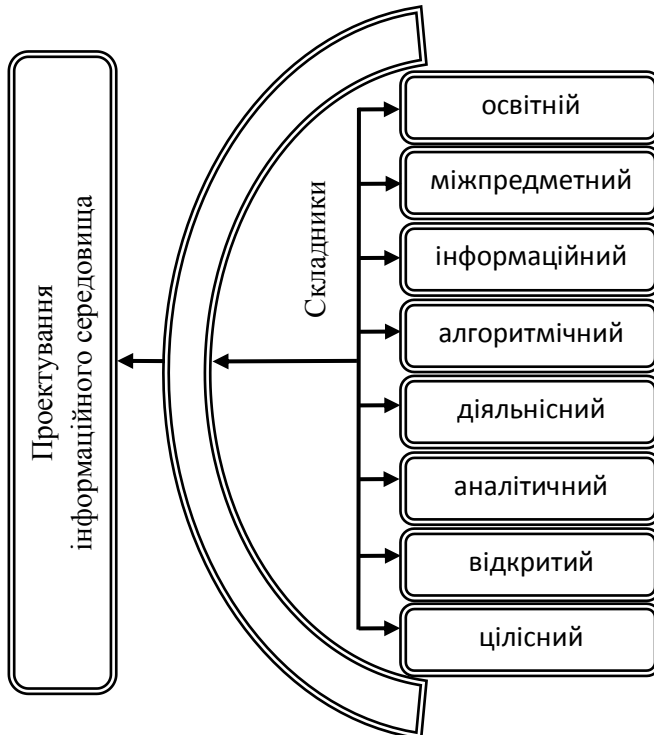 Проектування
інформаційного середовища
Складники
освітній
міжпредметний
інформаційний
алгоритмічний
діяльнісний
аналітичний
відкритий
цілісний